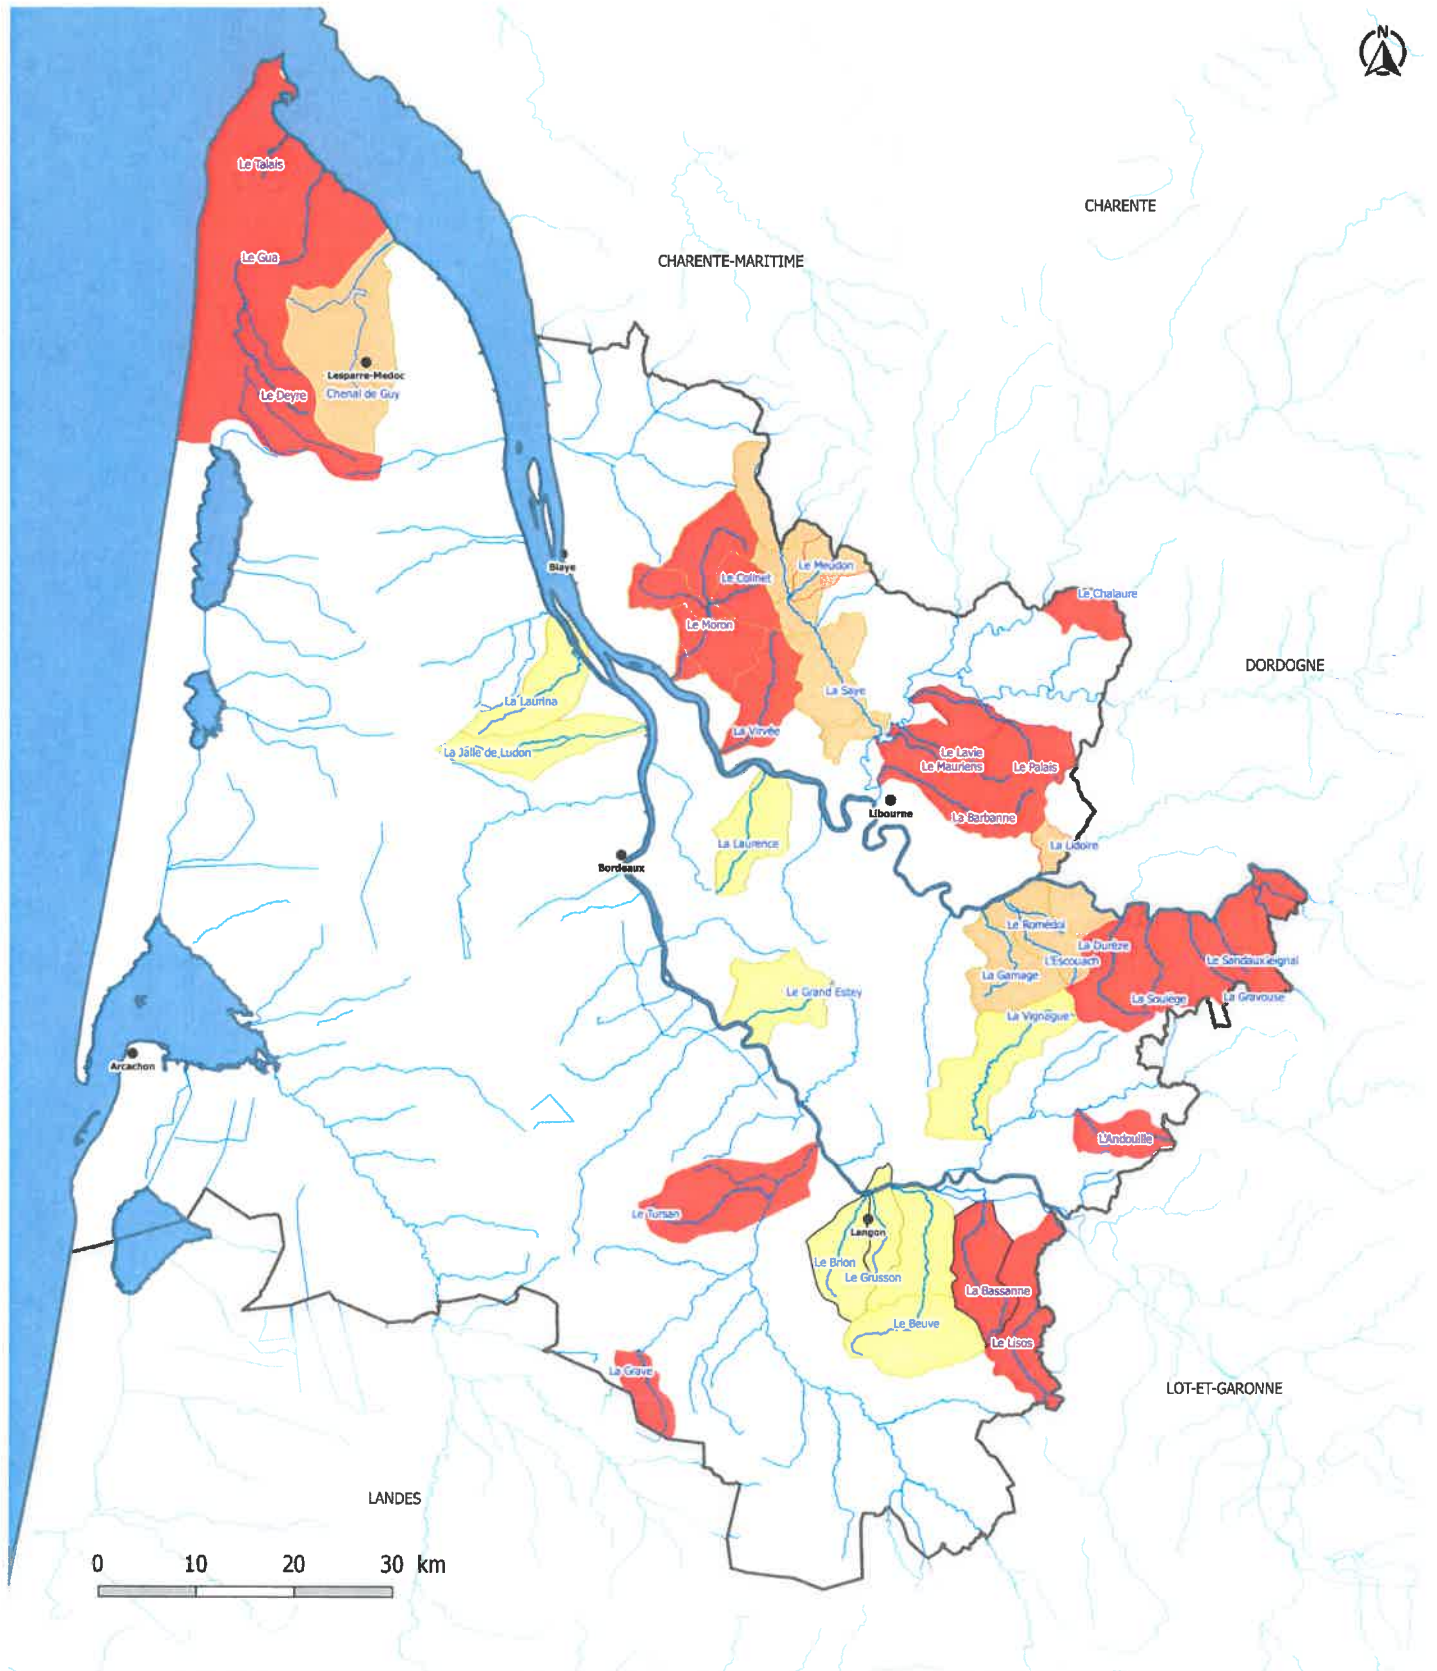 N
Le Talais
CHARENTE
Le Gua
CHARENTE-MARITIME
Lesparre-Medoc
Chenal de Guy
Le Deyre
Blaye
Le Meudon
Le Colinet
Le Chalaure
Le Moron
DORDOGNE
La Saye
La Laurina
La Virvée
La Jalle de Ludon
Le Lavie
Le Mauriens
Le Palais
Libourne
La Barbanne
La Laurence
La Lidoire
Bordeaux
Le Romédol
La Durèze
L'Escouach
Le Sandaux
La Gamage
Le Grand Estey
La Soulège
La Gravouse
La Vignague
Arcachon
L'Andouille
Le Tursan
Langon
Le Brion
Le Grusson
La Bassanne
Le Beuve
Le Lisos
La Grave
LOT-ET-GARONNE
LANDES
0 10 20 30 km